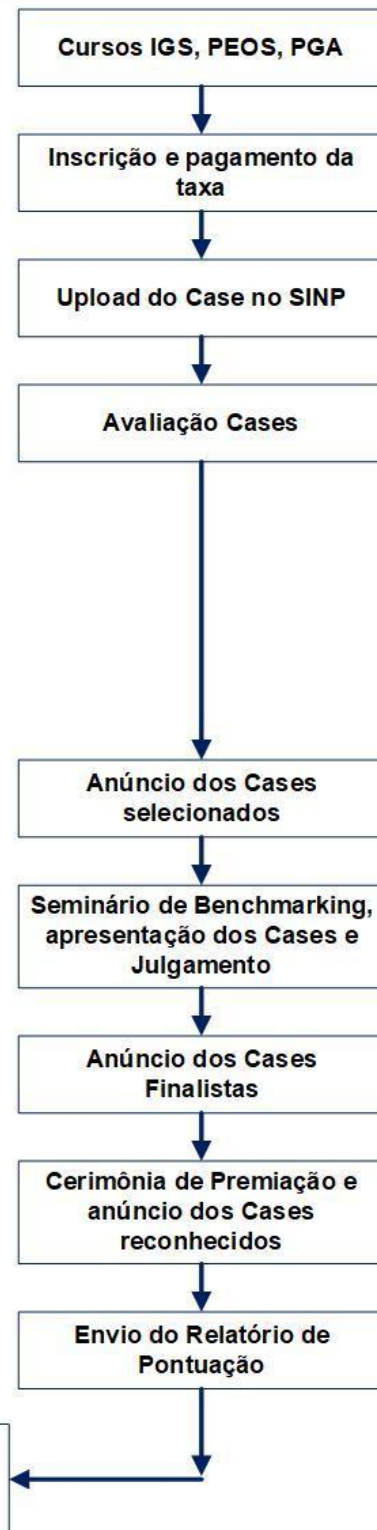 Cursos IGS, PEOS, PGA
Inscrição e pagamento da
taxa
Upload do Case no SINP
Avaliação Cases
Anúncio dos Cases
selecionados
Seminário de Benchmarking,
apresentação dos Cases e
Julgamento
Anúncio dos Cases
Finalistas
Cerimônia de Premiação e
anúncio dos Cases
reconhecidos
Envio do Relatório de
Pontuação